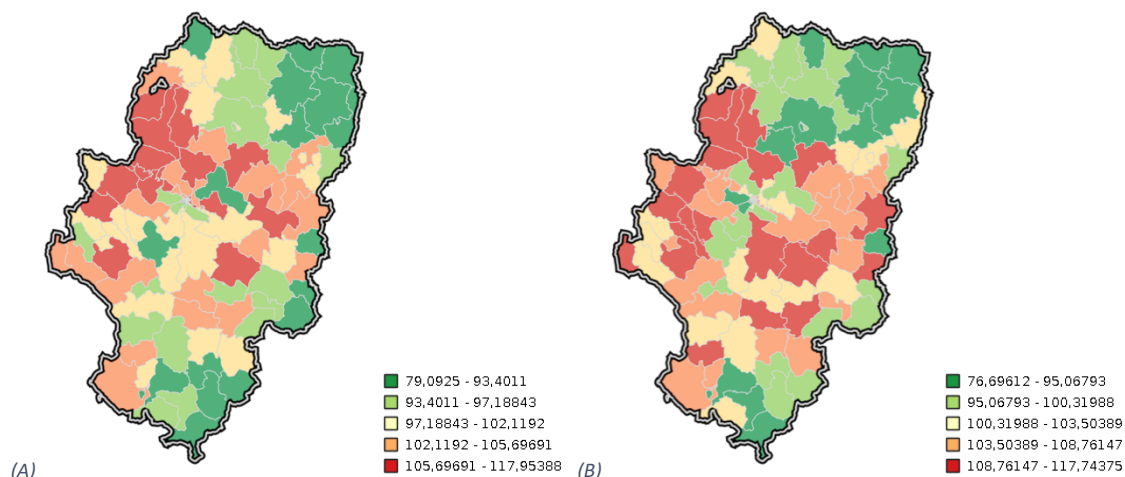 79,0925 - 93,4011
93,4011 - 97,18843
97,18843 - 102,1192
102,1192 - 105,69691
105,69691 - 117,95388
(A)
76,69612 - 95,06793
95,06793 - 100,31988
100,31988 - 103,50389
103,50389 - 108,76147
108,76147 - 117,74375
(B)